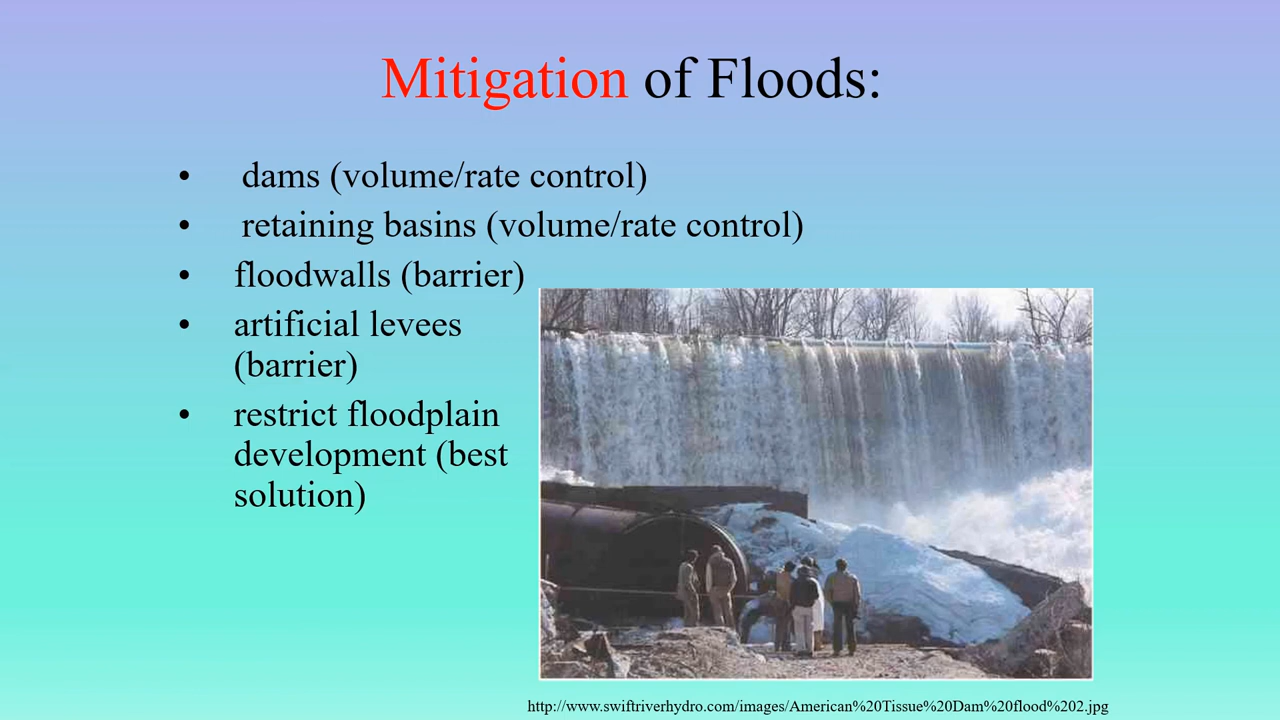 Mitigation of Floods:
• dams (volume/rate control)
• retaining basins (volume/rate control)
• floodwalls (barrier)
• artificial levees
(barrier)
• restrict floodplain
development (best
solution)
http://www.swiftriverhydro.com/images/American%20Tissue%20Dam%20flood%202.jpg